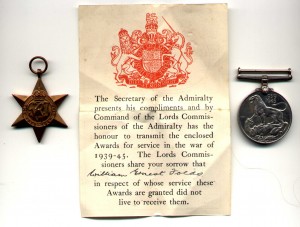 The Secretary of the Admiralty
presents his compliments and by
Command of the Lords Commis-
sioners of the Admiralty has the
honour to transmit the enclosed
Awards for service in the war of
1939-45. The Lords Commis-
sioners share your sorrow that
William Ernest
in respect of whose service these
Awards are granted did not
live to receive them.